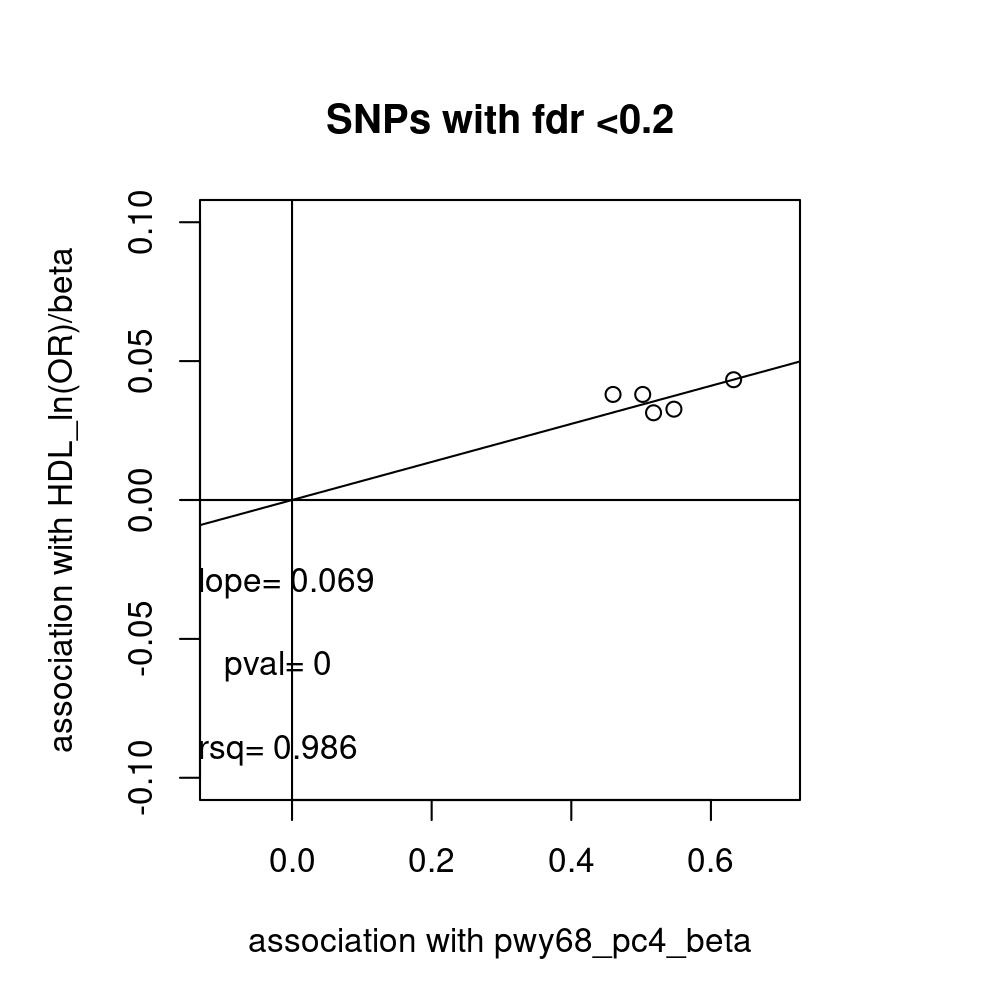 SNPs with fdr <0.2
association with HDL_ln(OR)/beta
0.10
0.05
0.00
-0.05
-0.10
lope= 0.069
pval= 0
rsq= 0.986
0.0 0.2 0.4 0.6
association with pwy68_pc4_beta